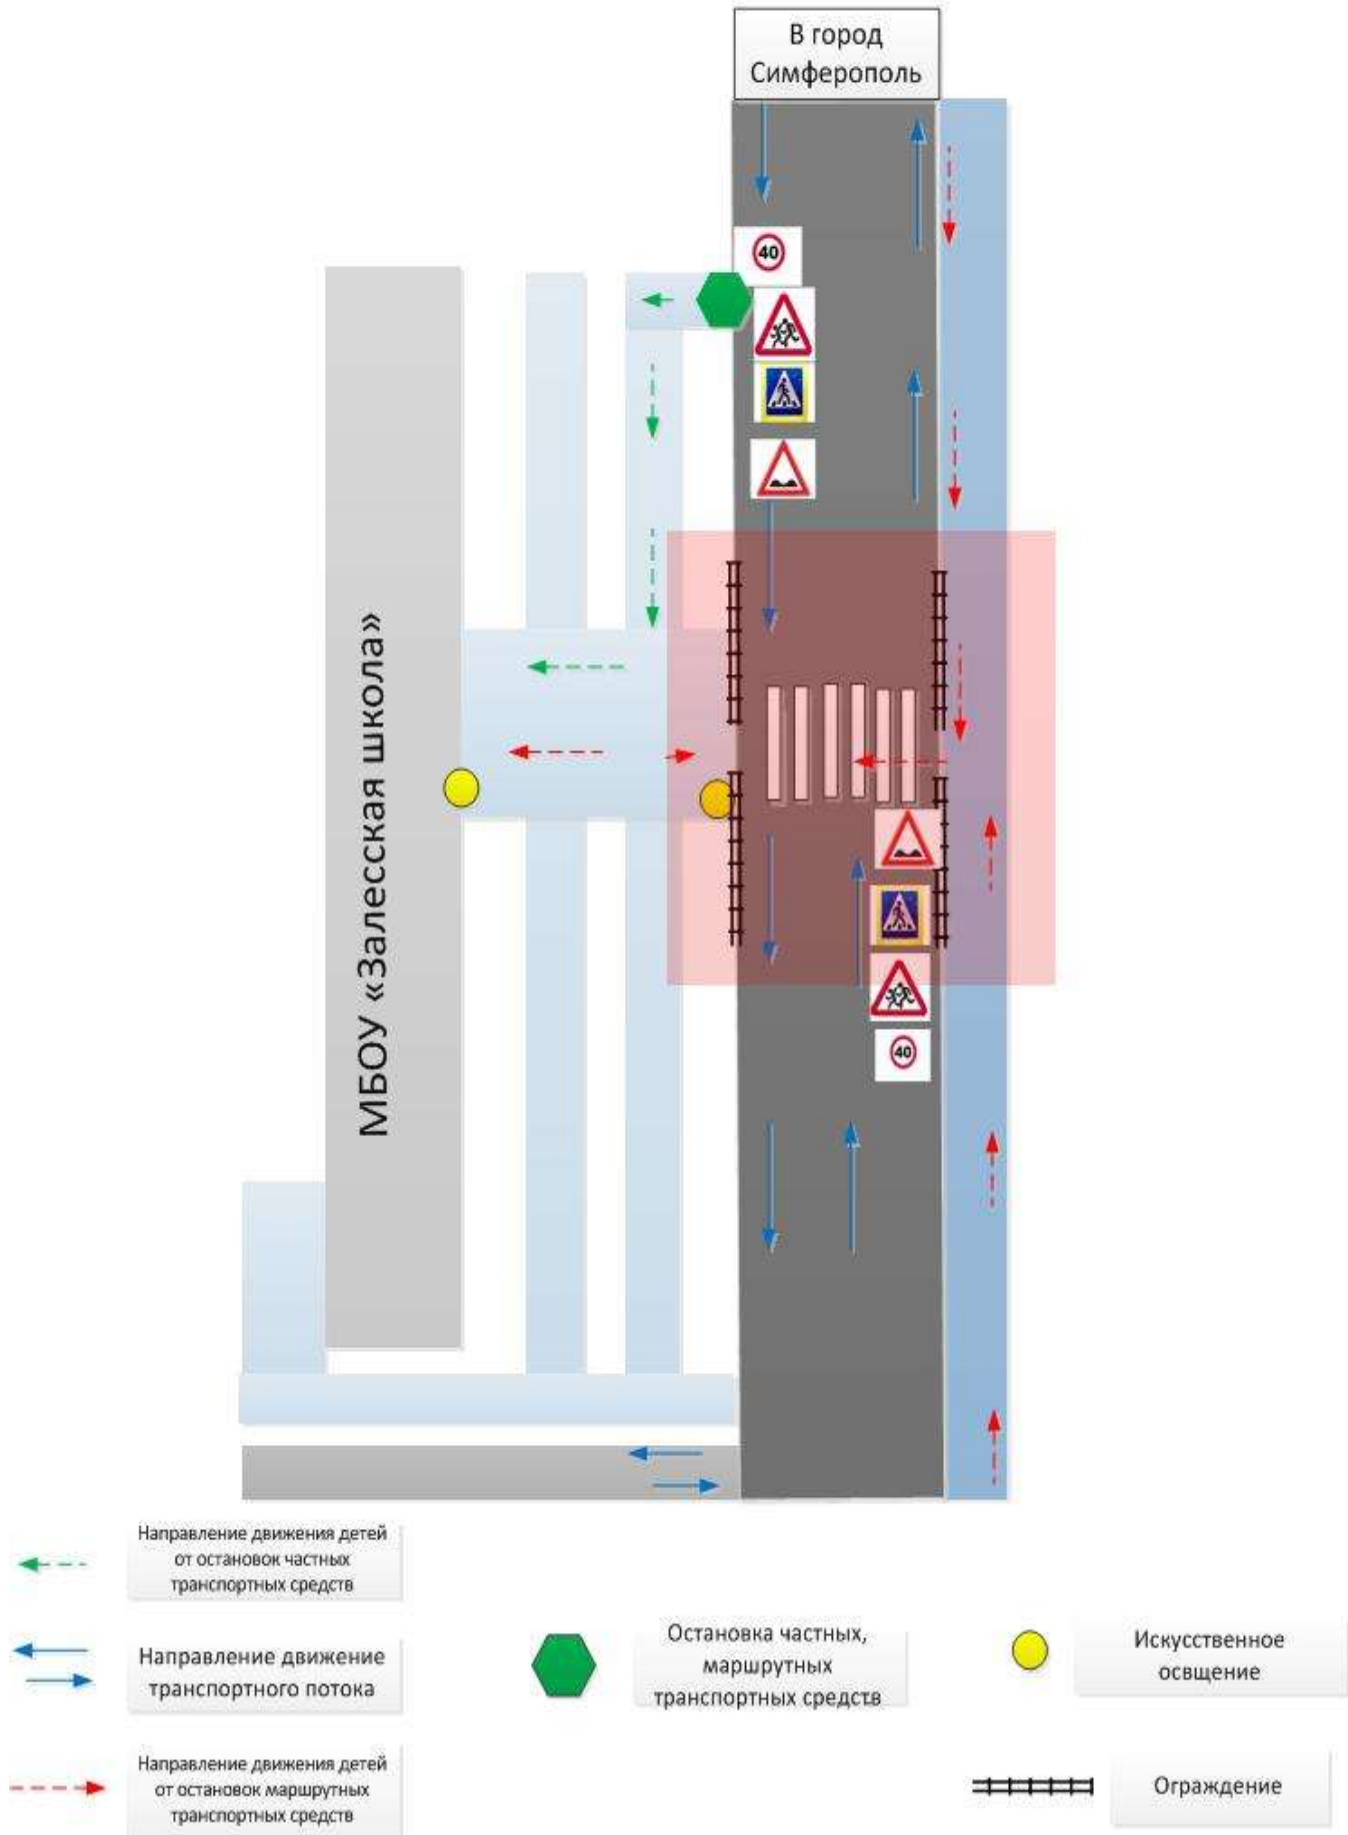 В город
Симферополь
40
МБОУ «Залесская школа»
40
Направление движения детей
от остановок частных
транспортных средств
Направление движение
транспортного потока
Направление движения детей
от остановок маршрутных
транспортных средств
Остановка частных,
маршрутных
транспортных средств
Искусственное
освщение
Ограждение